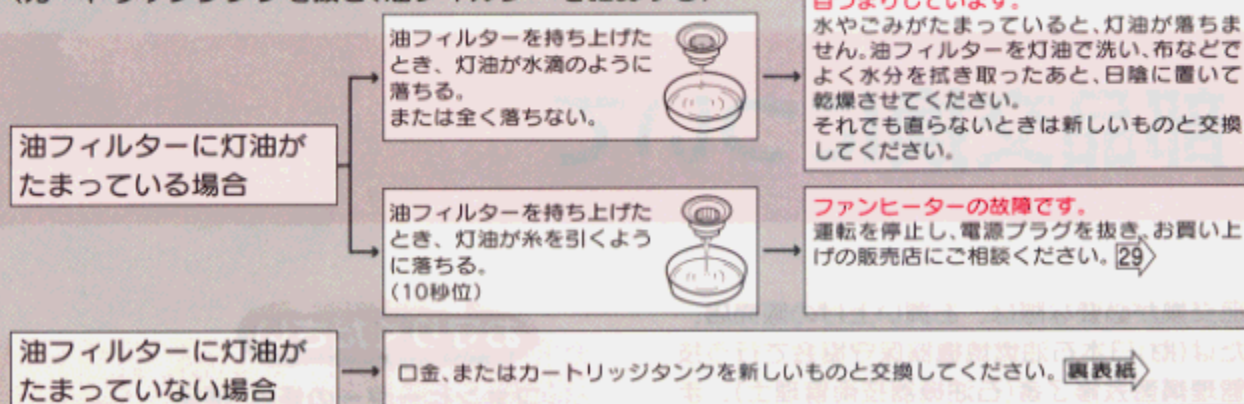 目づまりしています。
水やごみがたまっていると、灯油が落ちま
せん。油フィルターを灯油で洗い、布などで
よく水分を拭き取ったあと、日陰に置いて
乾燥させてください。
それでも直らないときは新しいものと交換
してください。
油フィルターを持ち上げた
とき、灯油が水滴のように
落ちる。
または全く落ちない。
油フィルターに灯油が
たまっている場合
油フィルターを持ち上げた
とき、灯油が糸を引くよう
に落ちる。
(10秒位)
ファンヒーターの故障です。
運転を停止し、電源プラグを抜き、お買い上
げの販売店にご相談ください。29
油フィルターに灯油が
たまっていない場合
口金、またはカートリッジタンクを新しいものと交換してください。裏表紙